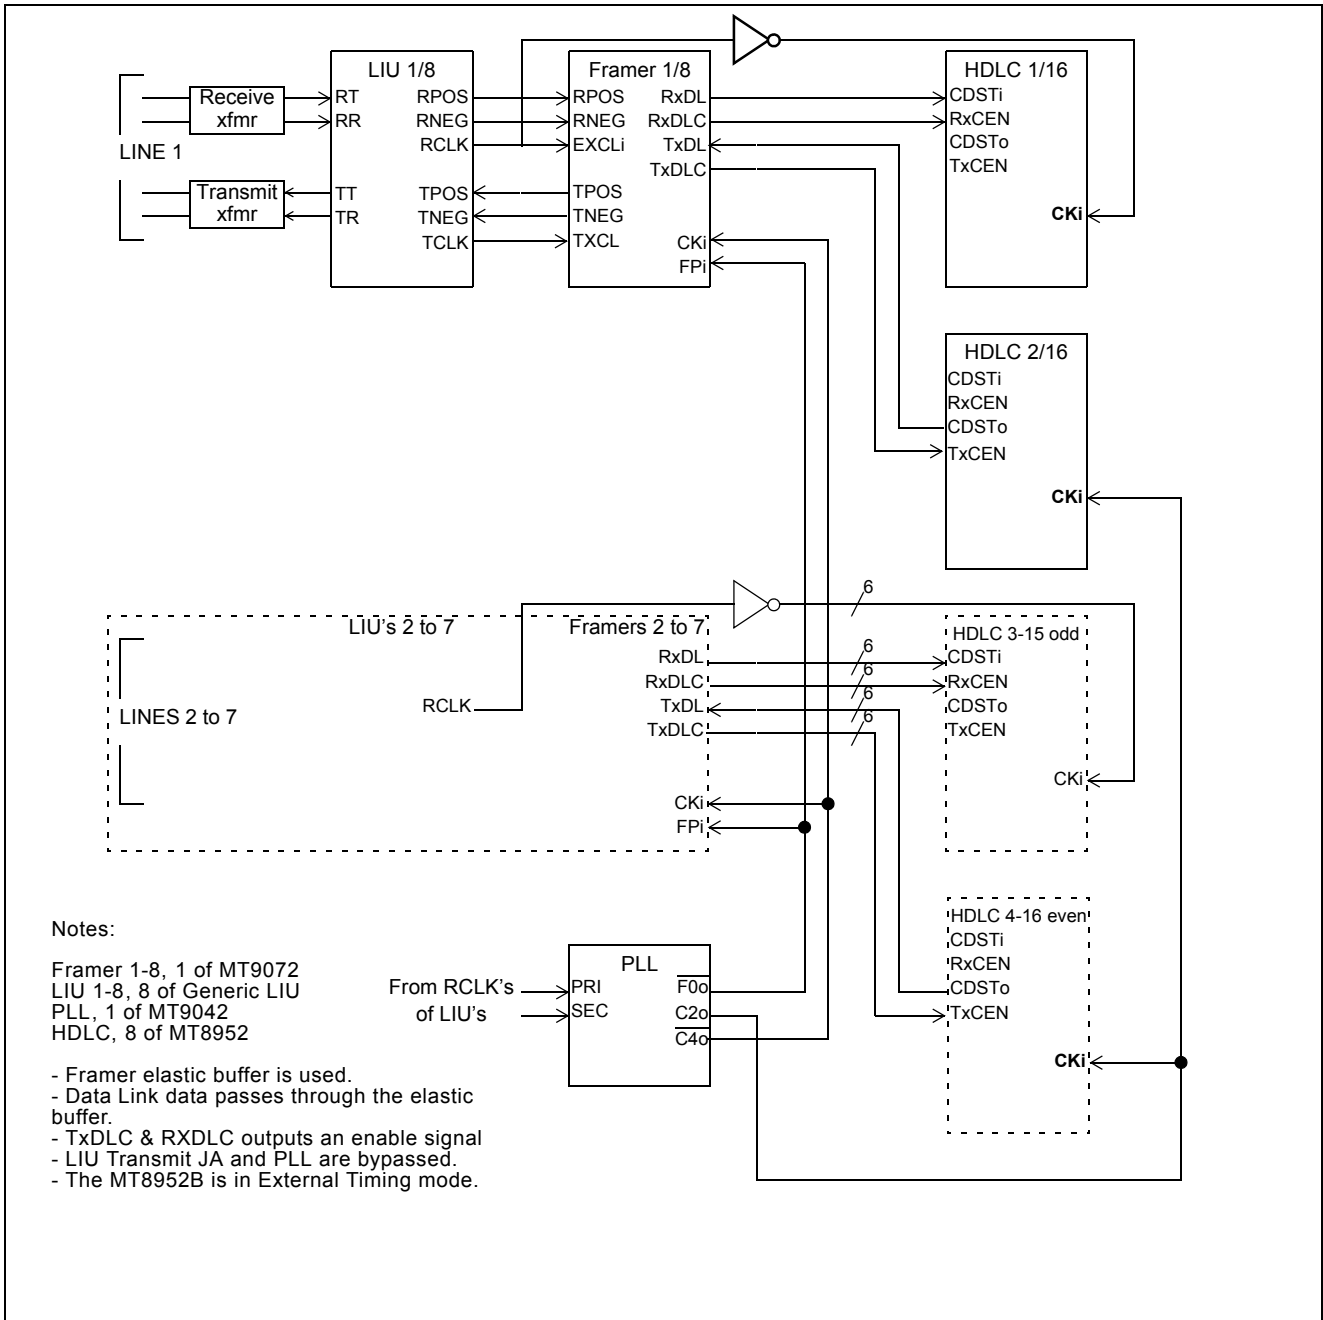 LIU 1/8
Framer 1/8
HDLC 1/16
Receive
xfmr
RT
RR
RPOS
RNEG
RCLK
RPOS
RNEG
EXCLi
RxDL
RxDLC
TxDL
TxDLC
CDSTi
RxCEN
CDSTo
TxCEN
LINE 1
Transmit
xfmr
TT
TR
TPOS
TNEG
TCLK
TPOS
TNEG
TXCL
CKi
FPi
CKi
HDLC 2/16
CDSTi
RxCEN
CDSTo
TxCEN
CKi
6
LIU's 2 to 7
Framers 2 to 7
HDLC 3-15 odd
RxDL
6
CDSTi
RxDLC
6
RxCEN
RCLK
TxDL
6
CDSTo
LINES 2 to 7
TxDLC
6
TxCEN
CKi
CKi
FPi
HDLC 4-16 even
CDSTi
RxCEN
CDSTo
TxCEN
CKi
Notes:
Framer 1-8, 1 of MT9072
LIU 1-8, 8 of Generic LIU
PLL, 1 of MT9042
HDLC, 8 of MT8952
From RCLK's
of LIU's
PLL
PRI
SEC
F0o
C2o
C4o
- Framer elastic buffer is used.
- Data Link data passes through the elastic
buffer.
- TxDLC & RXDLC outputs an enable signal
- LIU Transmit JA and PLL are bypassed.
- The MT8952B is in External Timing mode.